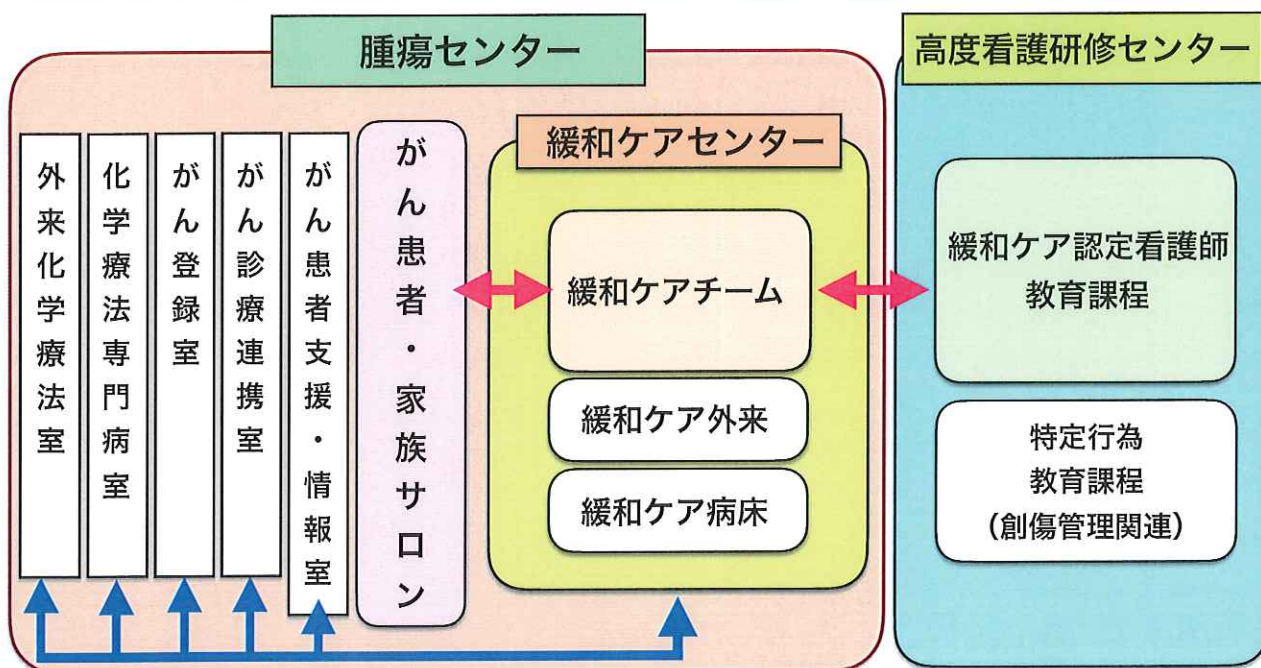 腫瘍センター
外来化学療法室
化学療法専門病室
がん登録室
がん診療連携室
がん患者支援・情報室
がん患者・家族サロン
緩和ケアセンター
緩和ケアチーム
緩和ケア外来
緩和ケア病床
高度看護研修センター
緩和ケア認定看護師
教育課程
特定行為
教育課程
(創傷管理関連)